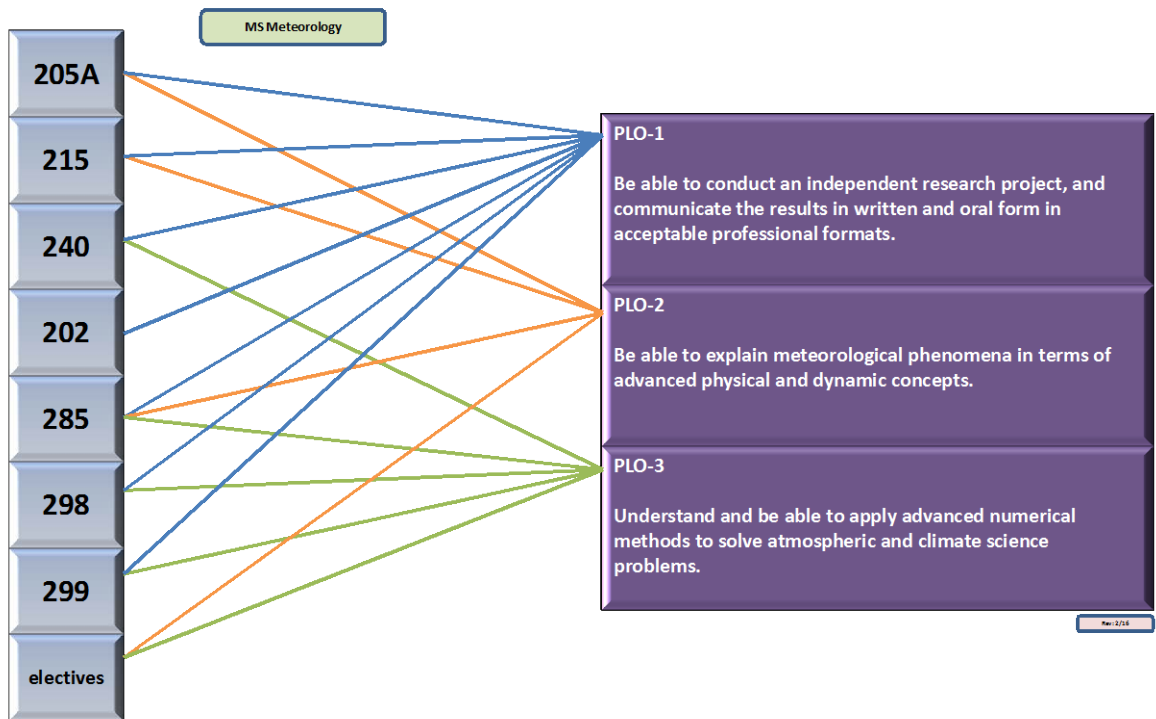 MS Meteorology
205A
215
240
202
285
298
299
electives
PLO-1
Be able to conduct an independent research project, and
communicate the results in written and oral form in
acceptable professional formats.
PLO-2
Be able to explain meteorological phenomena in terms of
advanced physical and dynamic concepts.
PLO-3
Understand and be able to apply advanced numerical
methods to solve atmospheric and climate science
problems.
Rev: 2/16